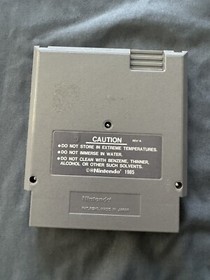 CAUTION
REV-A
●DO NOT STORE IN EXTREME TEMPERATURES.
●DO NOT IMMERSE IN WATER.
●DO NOT CLEAN WITH BENZENE, THINNER,
ALCOHOL OR OTHER SUCH SOLVENTS.
©®Nintendo® 1985